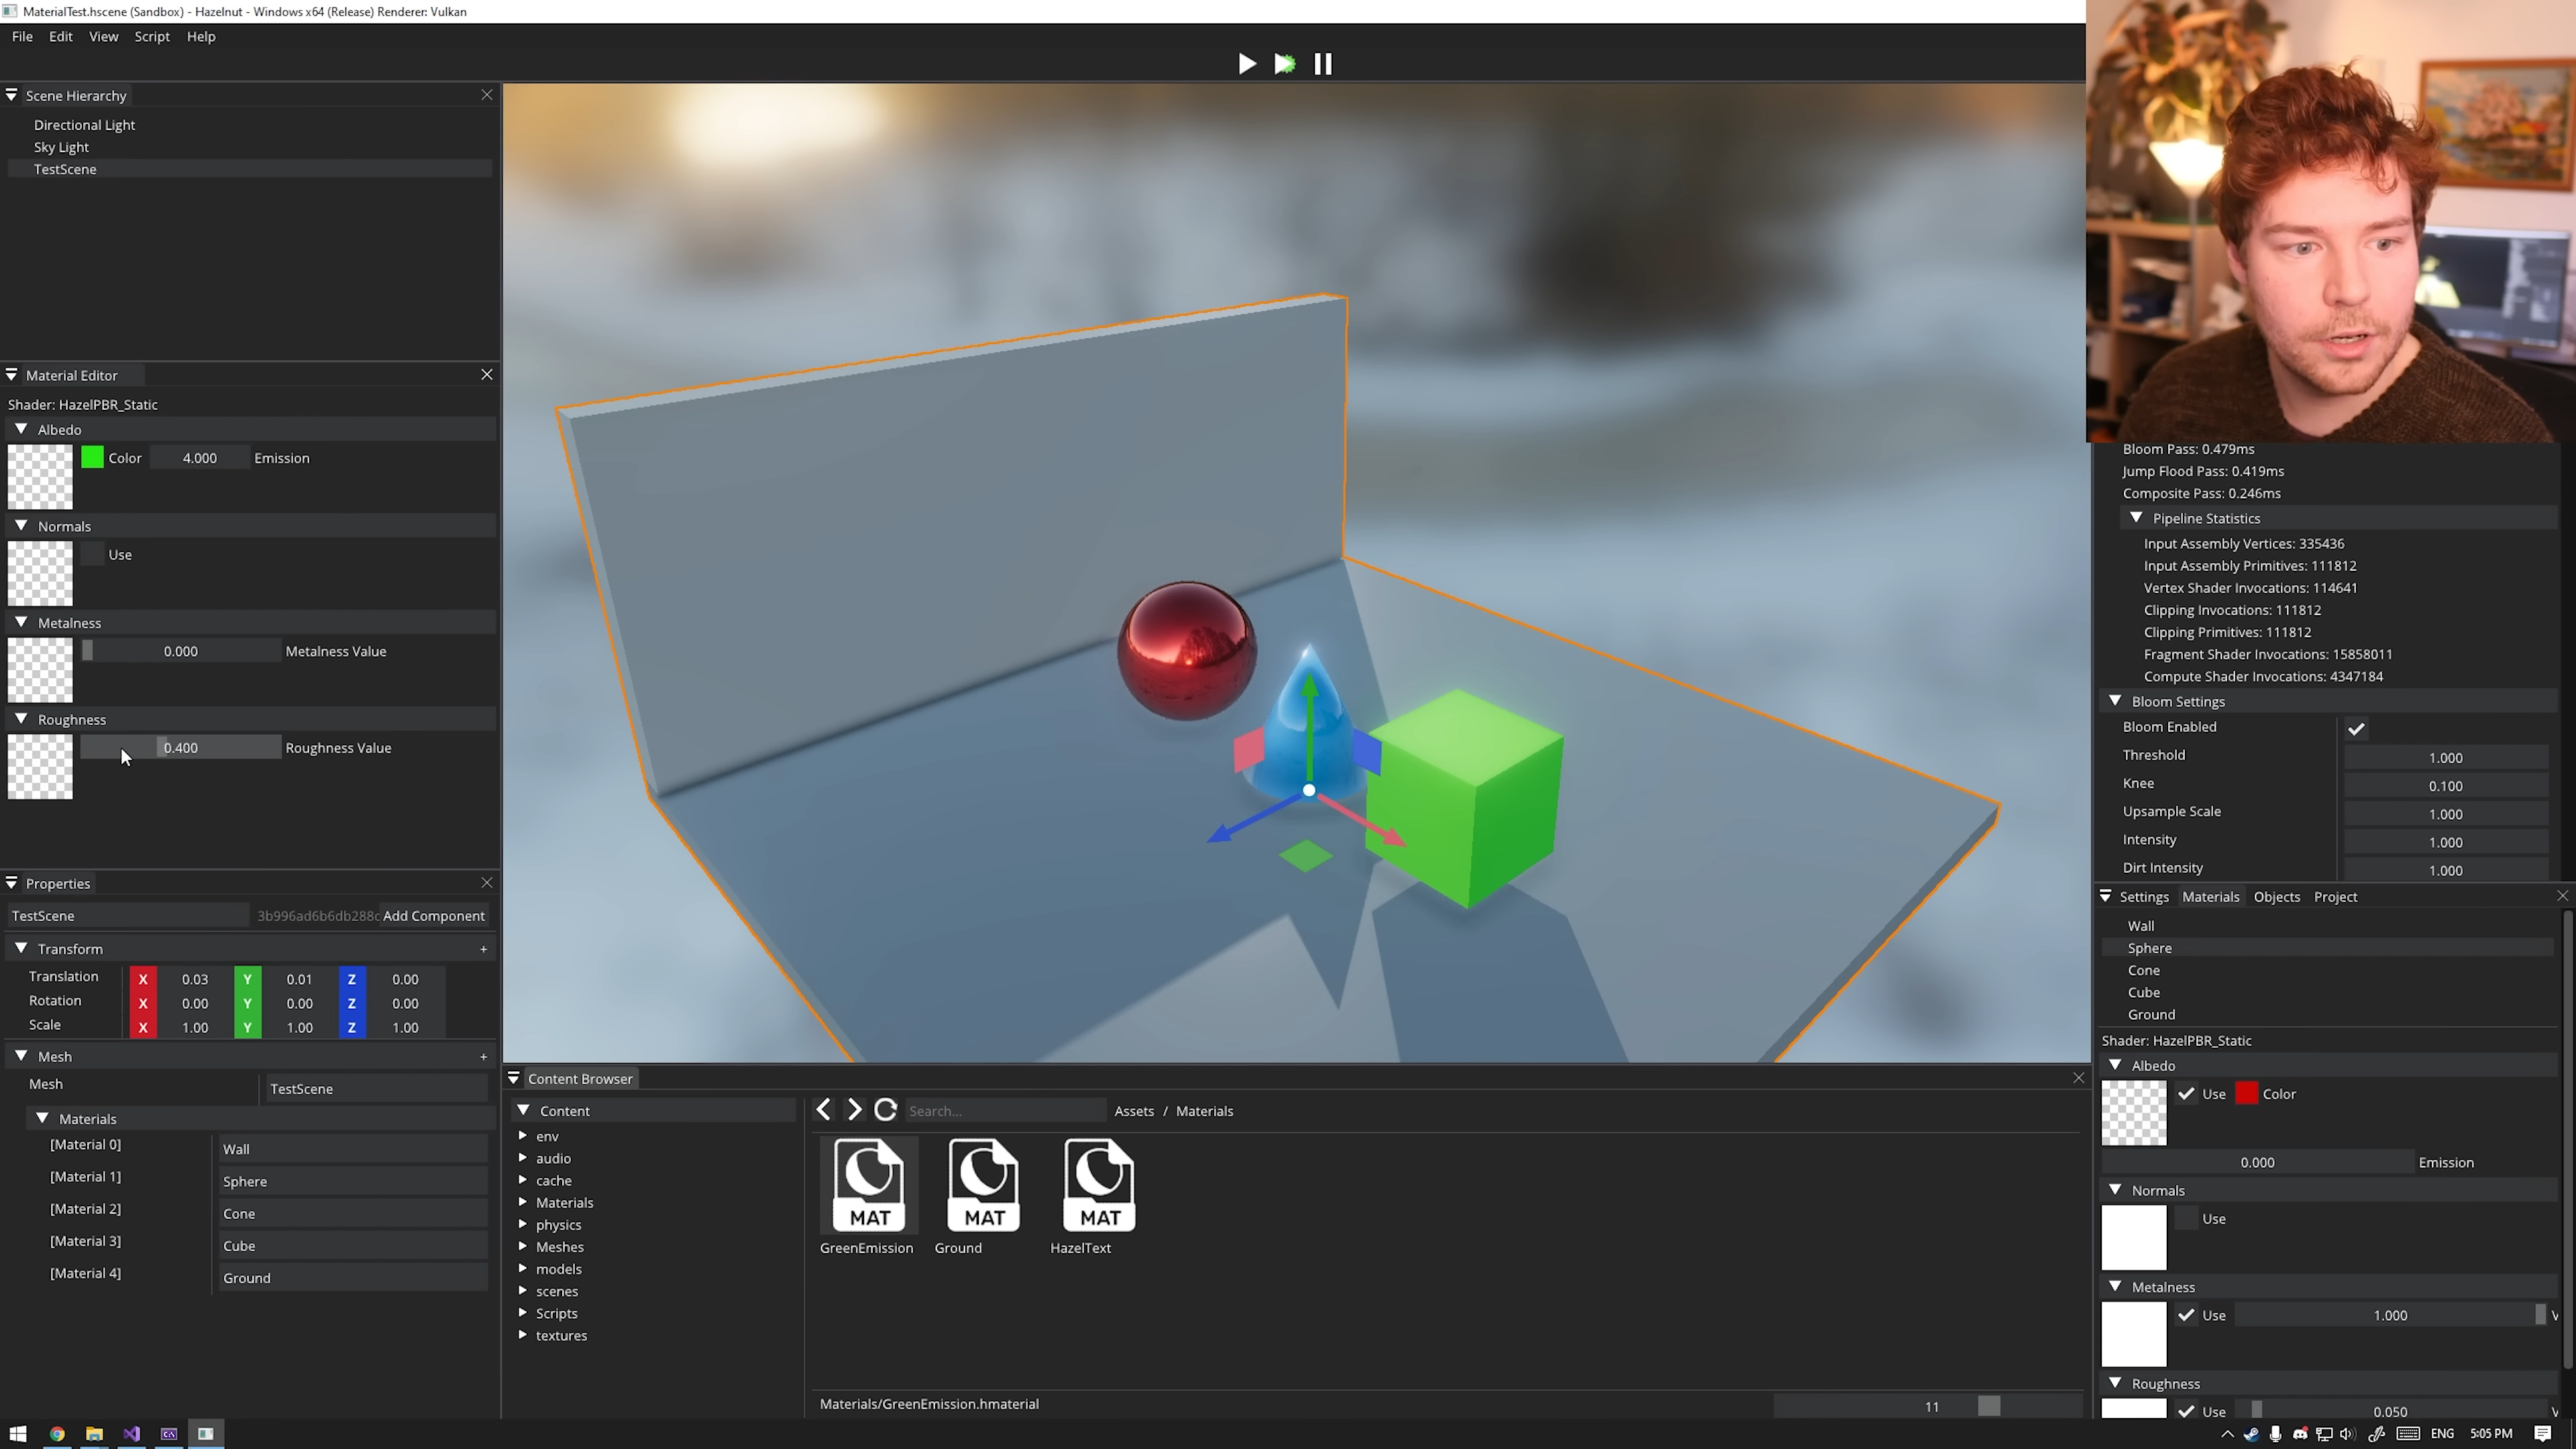 MaterialTest.hscene (Sandbox) - Hazelnut - Windows x64 (Release) Renderer: Vulkan
File Edit View Script Help
Scene Hierarchy
Directional Light
Sky Light
TestScene
Material Editor
Shader: HazelPBR_Static
Albedo
Color 4.000 Emission
Normals
Use
Metalness
0.000 Metalness Value
Roughness
0.400 Roughness Value
Properties
TestScene 3b996ad6b6db288c Add Component
Transform +
Translation X 0.03 Y 0.01 Z 0.00
Rotation X 0.00 Y 0.00 Z 0.00
Scale X 1.00 Y 1.00 Z 1.00
Mesh +
Mesh TestScene
Materials
[Material 0] Wall
[Material 1] Sphere
[Material 2] Cone
[Material 3] Cube
[Material 4] Ground
Content Browser
Content
env
audio
cache
Materials
physics
Meshes
models
scenes
Scripts
textures
Search... Assets / Materials
MAT MAT MAT
GreenEmission Ground HazelText
Materials/GreenEmission.hmaterial 11
Bloom Pass: 0.479ms
Jump Flood Pass: 0.419ms
Composite Pass: 0.246ms
Pipeline Statistics
Input Assembly Vertices: 335436
Input Assembly Primitives: 111812
Vertex Shader Invocations: 114641
Clipping Invocations: 111812
Clipping Primitives: 111812
Fragment Shader Invocations: 15858011
Compute Shader Invocations: 4347184
Bloom Settings
Bloom Enabled
Threshold 1.000
Knee 0.100
Upsample Scale 1.000
Intensity 1.000
Dirt Intensity 1.000
Settings Materials Objects Project
Wall
Sphere
Cone
Cube
Ground
Shader: HazelPBR_Static
Albedo
Use Color
0.000 Emission
Normals
Use
Metalness
Use 1.000
Roughness
Use 0.050
ENG 5:05 PM